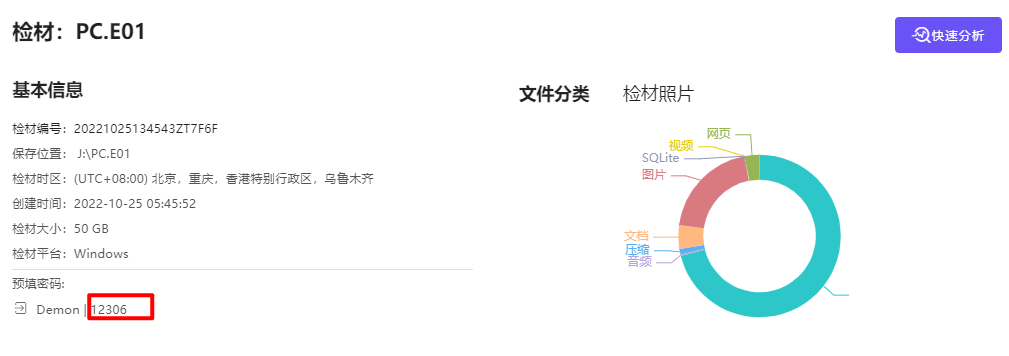 检材：PC.E01
快速分析
基本信息
检材编号：20221025134543ZT7F6F
保存位置： J:\PC.E01
检材时区：(UTC+08:00) 北京，重庆，香港特别行政区，乌鲁木齐
创建时间：2022-10-25 05:45:52
检材大小：50 GB
检材平台：Windows
预填密码:
Demon | 12306
文件分类 检材照片
网页
视频
SQLite
图片
文档
压缩
音频